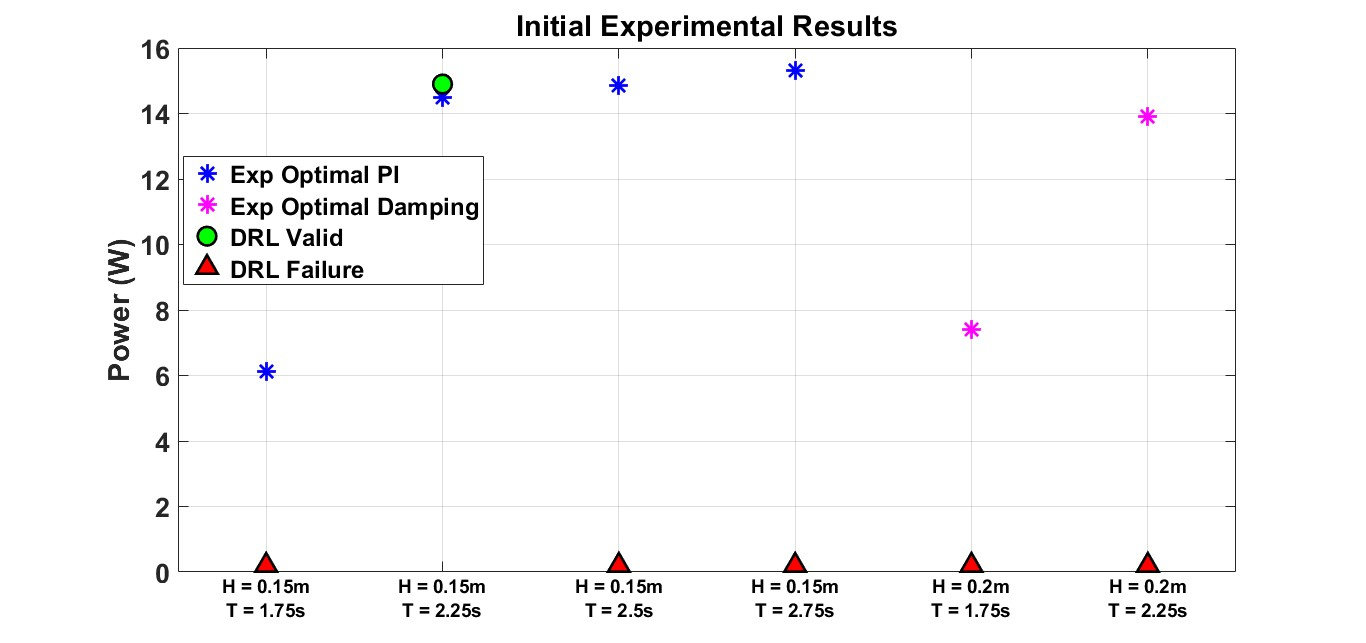 Initial Experimental Results
16
14
12
10
8
6
4
2
0
Power (W)
Exp Optimal PI
Exp Optimal Damping
DRL Valid
DRL Failure
H = 0.15m
T = 1.75s
H = 0.15m
T = 2.25s
H = 0.15m
T = 2.5s
H = 0.15m
T = 2.75s
H = 0.2m
T = 1.75s
H = 0.2m
T = 2.25s